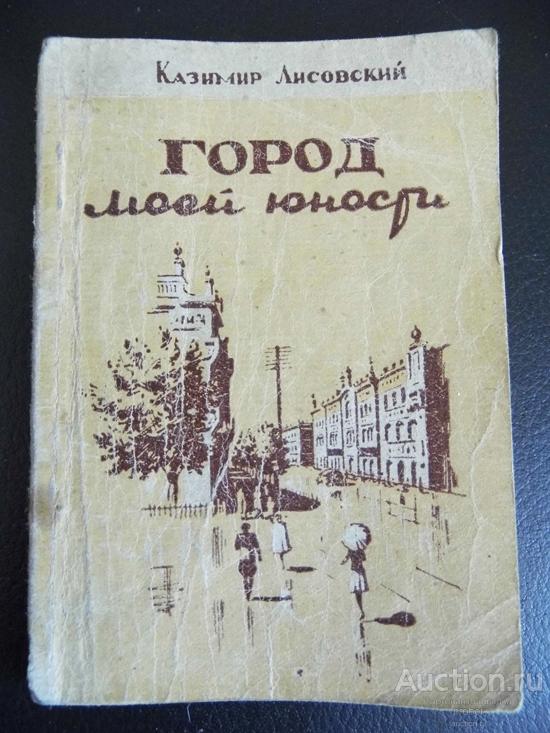 Казимир Лисовский
ГОРОД
моей юности
Auction.ru